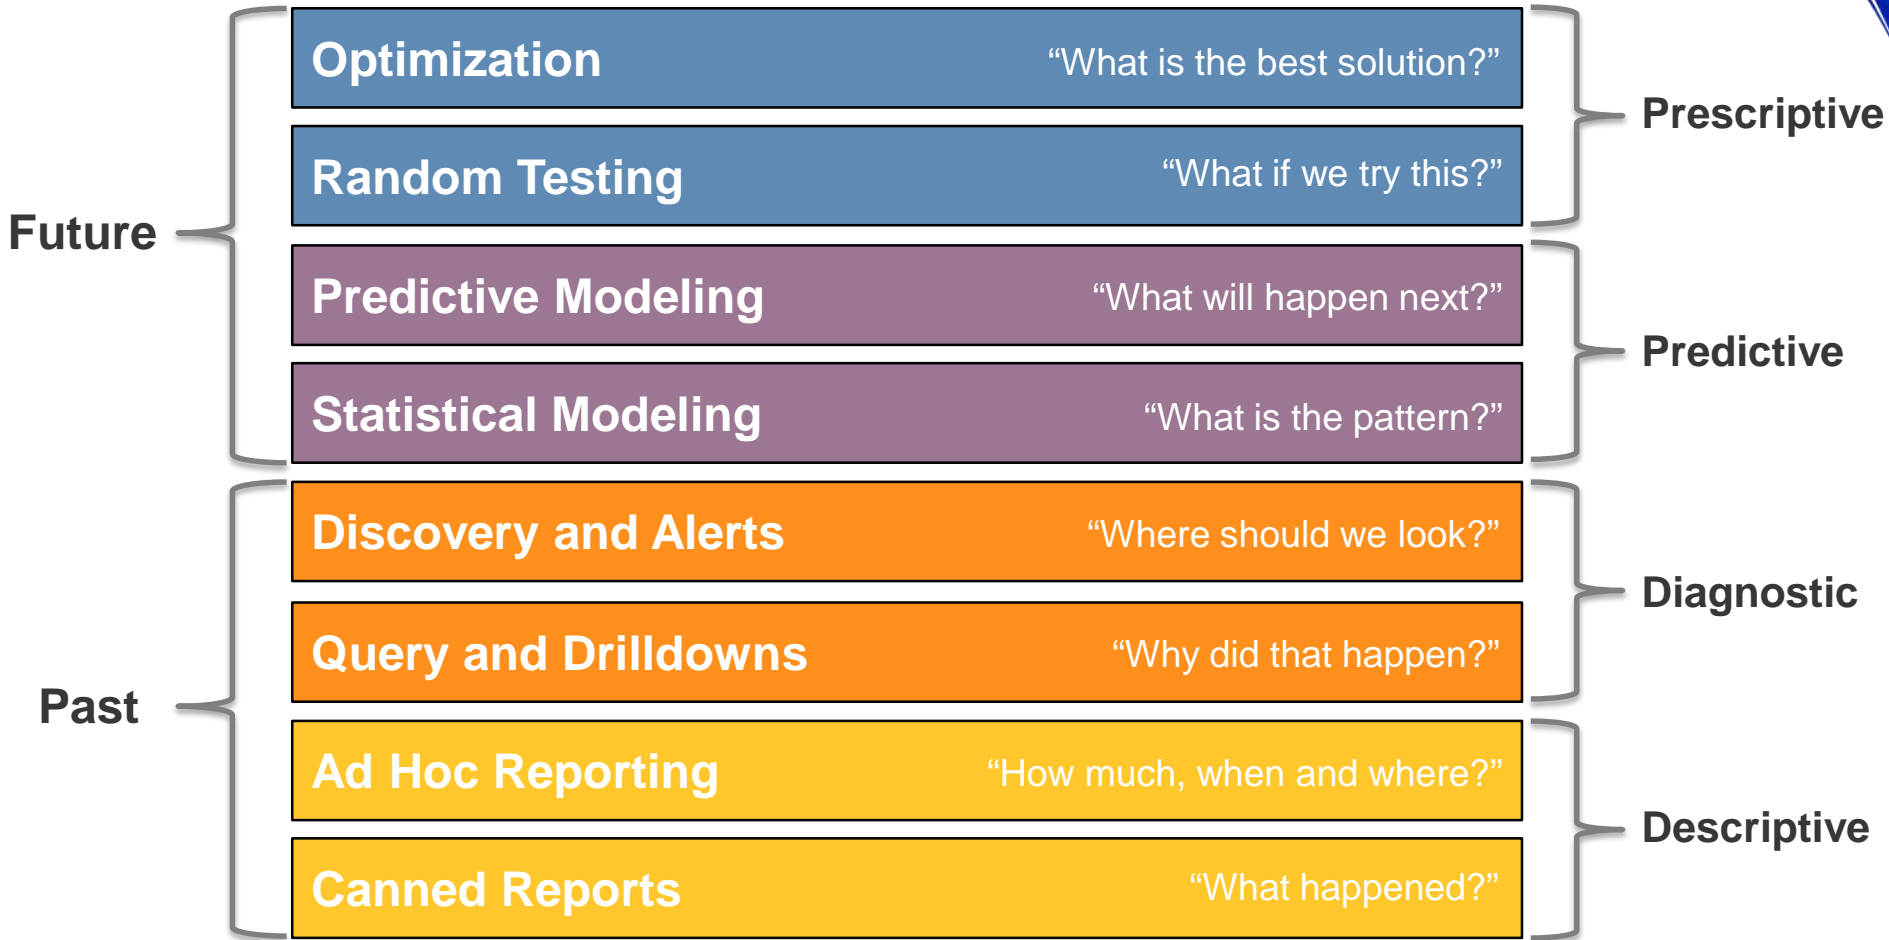 Optimization “What is the best solution?”
Prescriptive
Random Testing “What if we try this?”
Future
Predictive Modeling “What will happen next?”
Predictive
Statistical Modeling “What is the pattern?”
Discovery and Alerts “Where should we look?”
Diagnostic
Query and Drilldowns “Why did that happen?”
Past
Ad Hoc Reporting “How much, when and where?”
Descriptive
Canned Reports “What happened?”